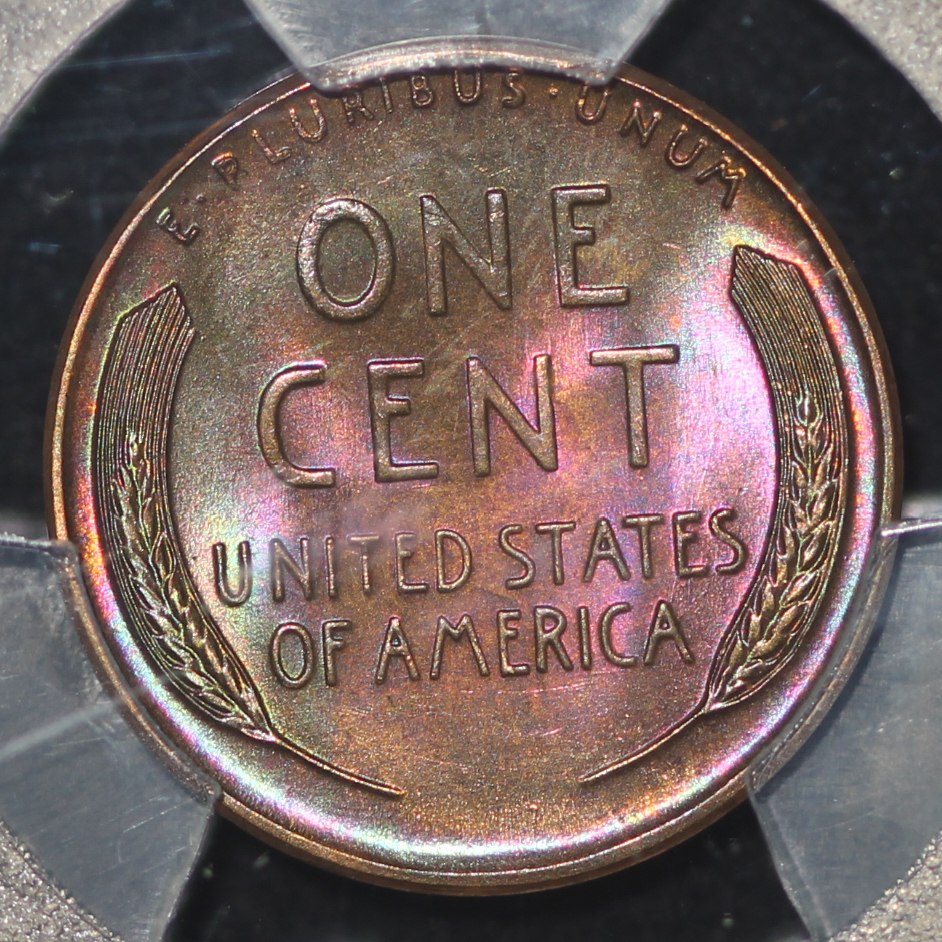 E · PLURIBUS · UNUM
ONE
CENT
UNITED STATES
OF AMERICA